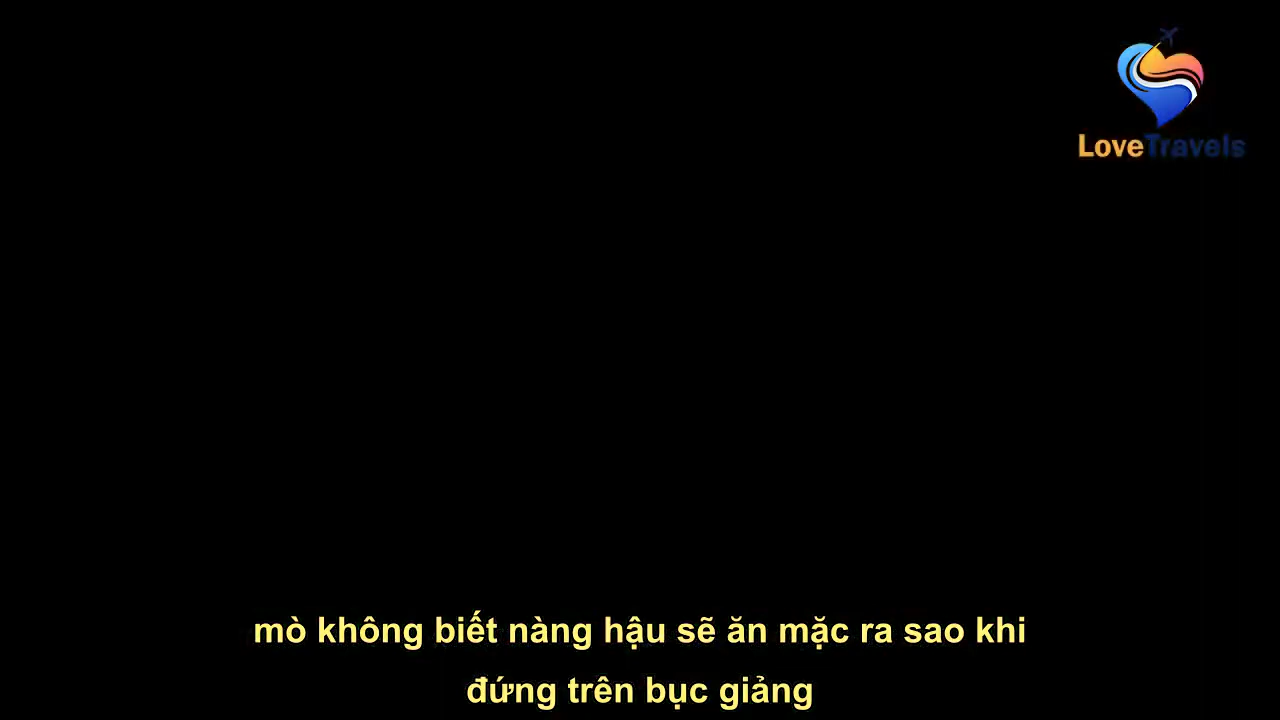 LoveTravels
mò không biết nàng hậu sẽ ăn mặc ra sao khi
đứng trên bục giảng